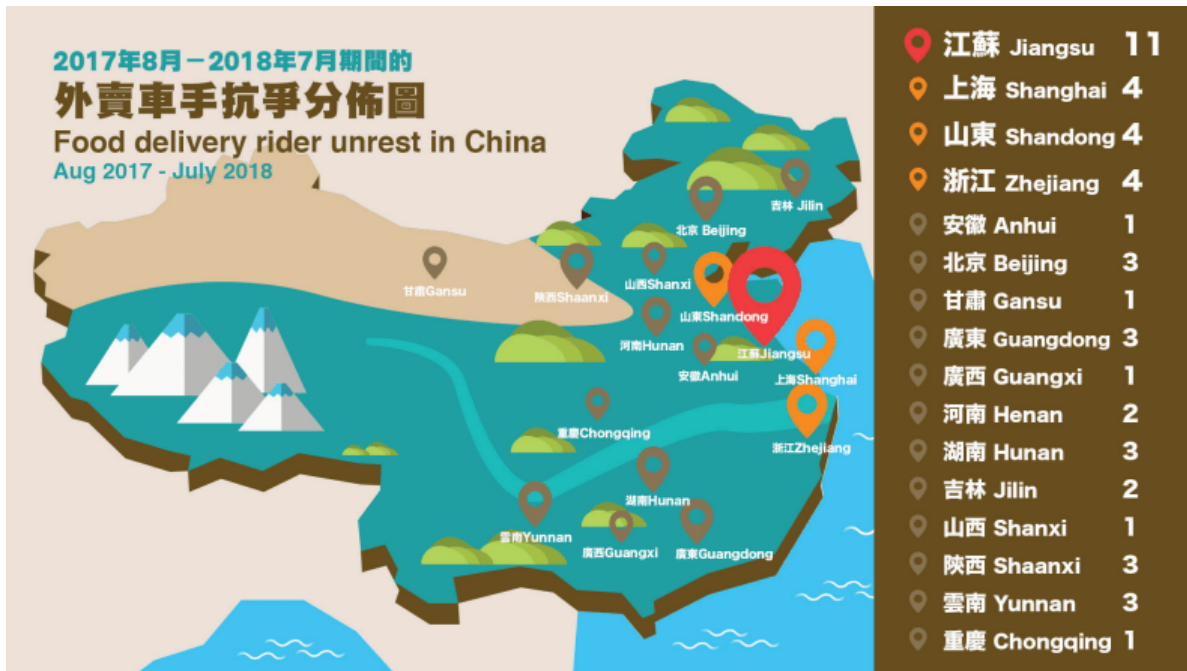 2017年8月－2018年7月期間的
外賣車手抗爭分佈圖
Food delivery rider unrest in China
Aug 2017 - July 2018
吉林 Jilin
北京 Beijing
甘肅Gansu
陝西Shaanxi
山西Shanxi
山東Shandong
河南Hunan
江蘇Jiangsu
安徽Anhui
上海Shanghai
重慶Chongqing
浙江Zhejiang
湖南Hunan
雲南Yunnan
廣西Guangxi
廣東Guangdong
江蘇 Jiangsu 11
上海 Shanghai 4
山東 Shandong 4
浙江 Zhejiang 4
安徽 Anhui 1
北京 Beijing 3
甘肅 Gansu 1
廣東 Guangdong 3
廣西 Guangxi 1
河南 Henan 2
湖南 Hunan 3
吉林 Jilin 2
山西 Shanxi 1
陝西 Shaanxi 3
雲南 Yunnan 3
重慶 Chongqing 1